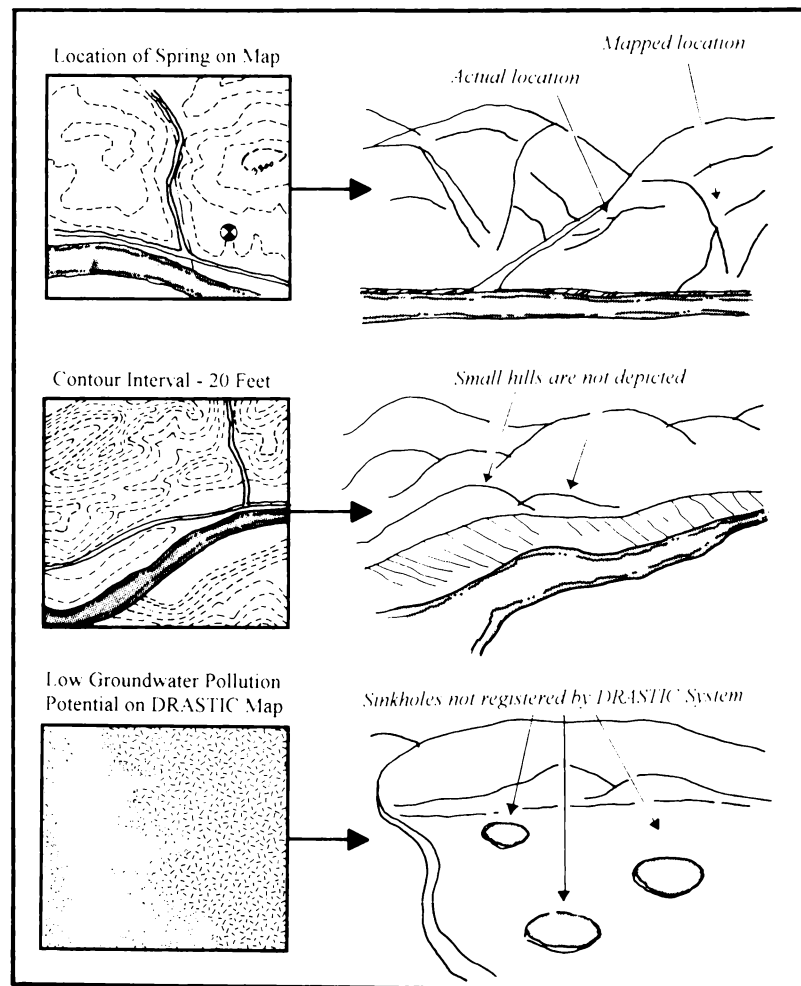 Location of Spring on Map
Mapped location
Actual location
Contour Interval - 20 Feet
Small hills are not depicted
Low Groundwater Pollution
Potential on DRASTIC Map
Sinkholes not registered by DRASTIC System